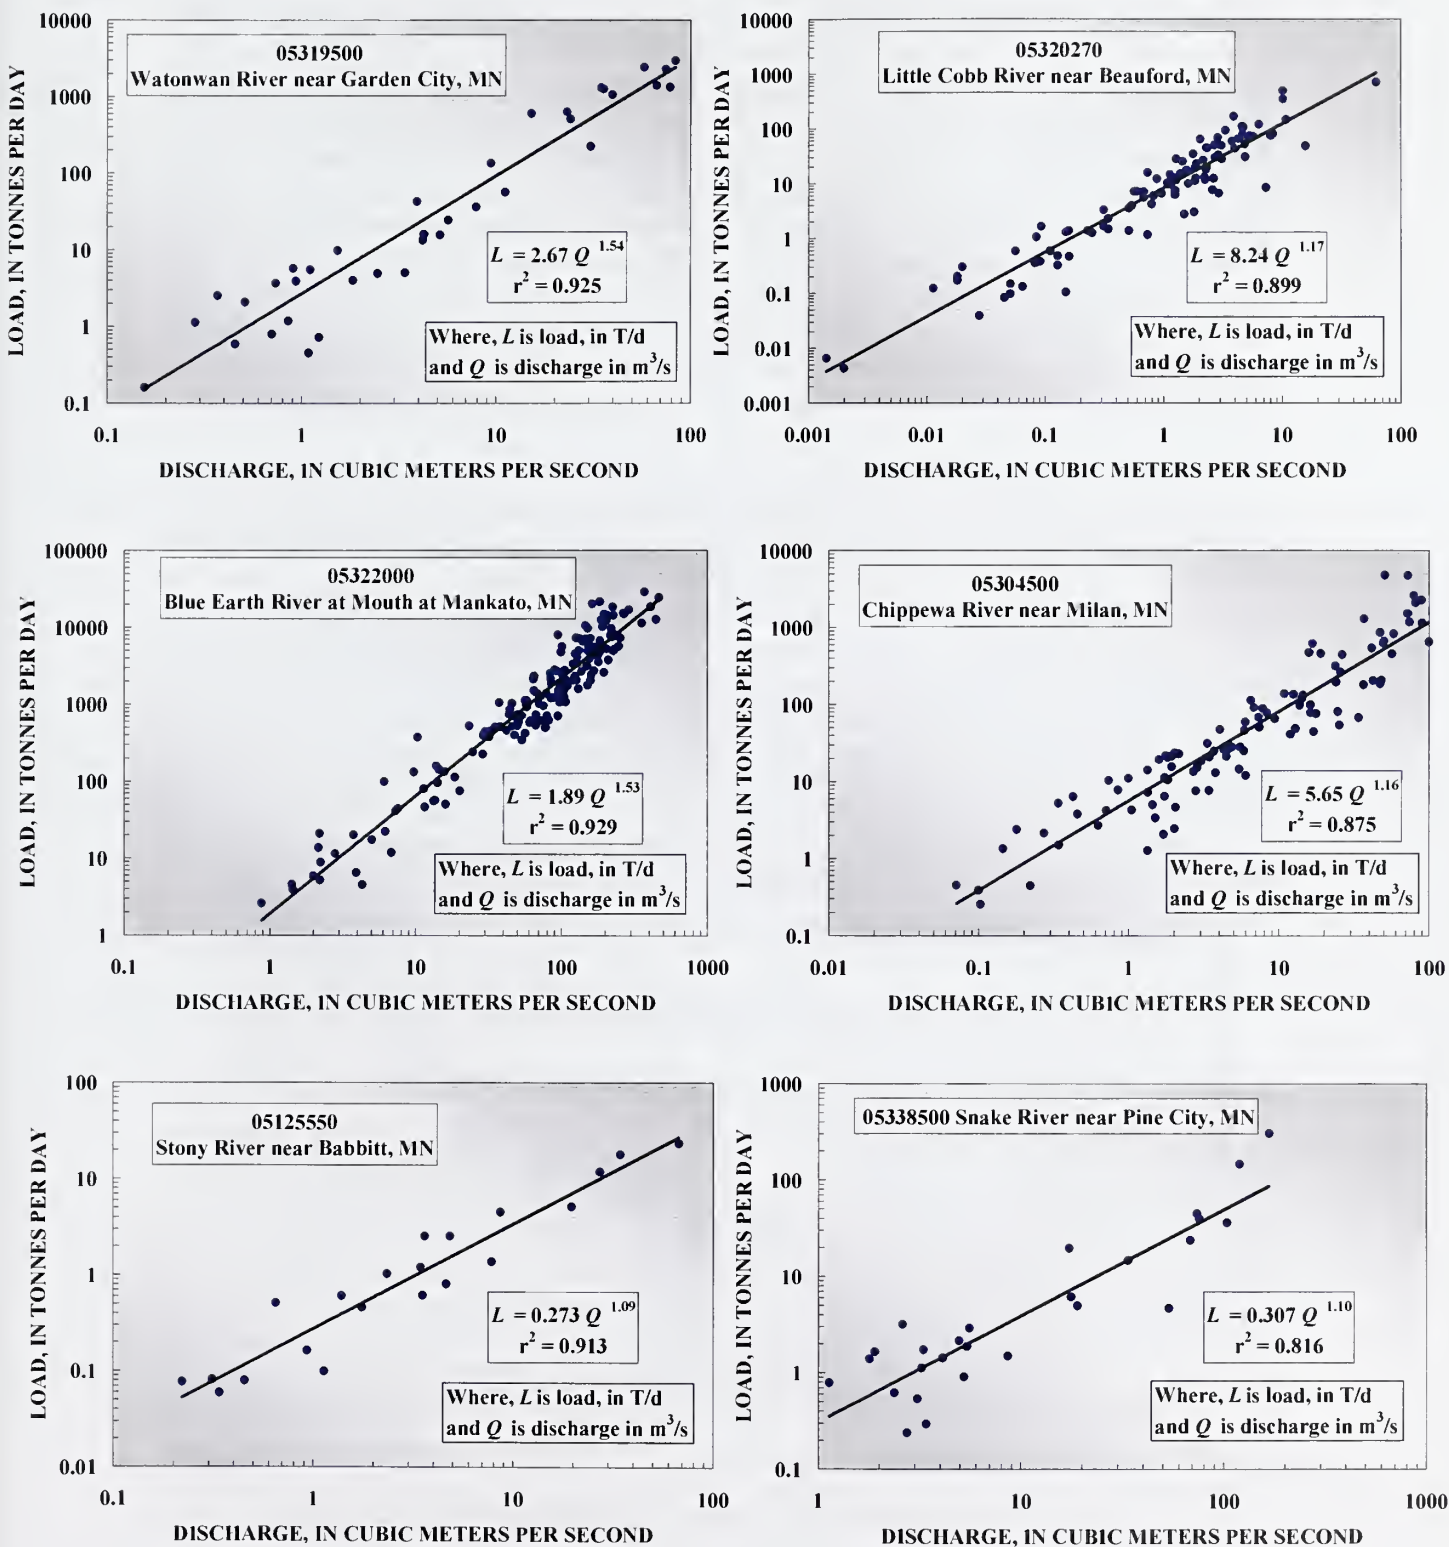 05319500
Watonwan River near Garden City, MN
LOAD, IN TONNES PER DAY
10000
1000
100
10
1
0.1
L = 2.67 Q 1.54
r2 = 0.925
Where, L is load, in T/d
and Q is discharge in m3/s
0.1
1
10
100
DISCHARGE, IN CUBIC METERS PER SECOND
05320270
Little Cobb River near Beauford, MN
LOAD, IN TONNES PER DAY
10000
1000
100
10
1
0.1
0.01
0.001
L = 8.24 Q 1.17
r2 = 0.899
Where, L is load, in T/d
and Q is discharge in m3/s
0.001
0.01
0.1
1
10
100
DISCHARGE, IN CUBIC METERS PER SECOND
05322000
Blue Earth River at Mouth at Mankato, MN
LOAD, IN TONNES PER DAY
100000
10000
1000
100
10
1
L = 1.89 Q 1.53
r2 = 0.929
Where, L is load, in T/d
and Q is discharge in m3/s
0.1
1
10
100
1000
DISCHARGE, IN CUBIC METERS PER SECOND
05304500
Chippewa River near Milan, MN
LOAD, IN TONNES PER DAY
10000
1000
100
10
1
0.1
L = 5.65 Q 1.16
r2 = 0.875
Where, L is load, in T/d
and Q is discharge in m3/s
0.01
0.1
1
10
100
DISCHARGE, IN CUBIC METERS PER SECOND
05125550
Stony River near Babbitt, MN
LOAD, IN TONNES PER DAY
100
10
1
0.1
0.01
L = 0.273 Q 1.09
r2 = 0.913
Where, L is load, in T/d
and Q is discharge in m3/s
0.1
1
10
100
DISCHARGE, IN CUBIC METERS PER SECOND
05338500 Snake River near Pine City, MN
LOAD, IN TONNES PER DAY
1000
100
10
1
0.1
L = 0.307 Q 1.10
r2 = 0.816
Where, L is load, in T/d
and Q is discharge in m3/s
1
10
100
1000
DISCHARGE, IN CUBIC METERS PER SECOND